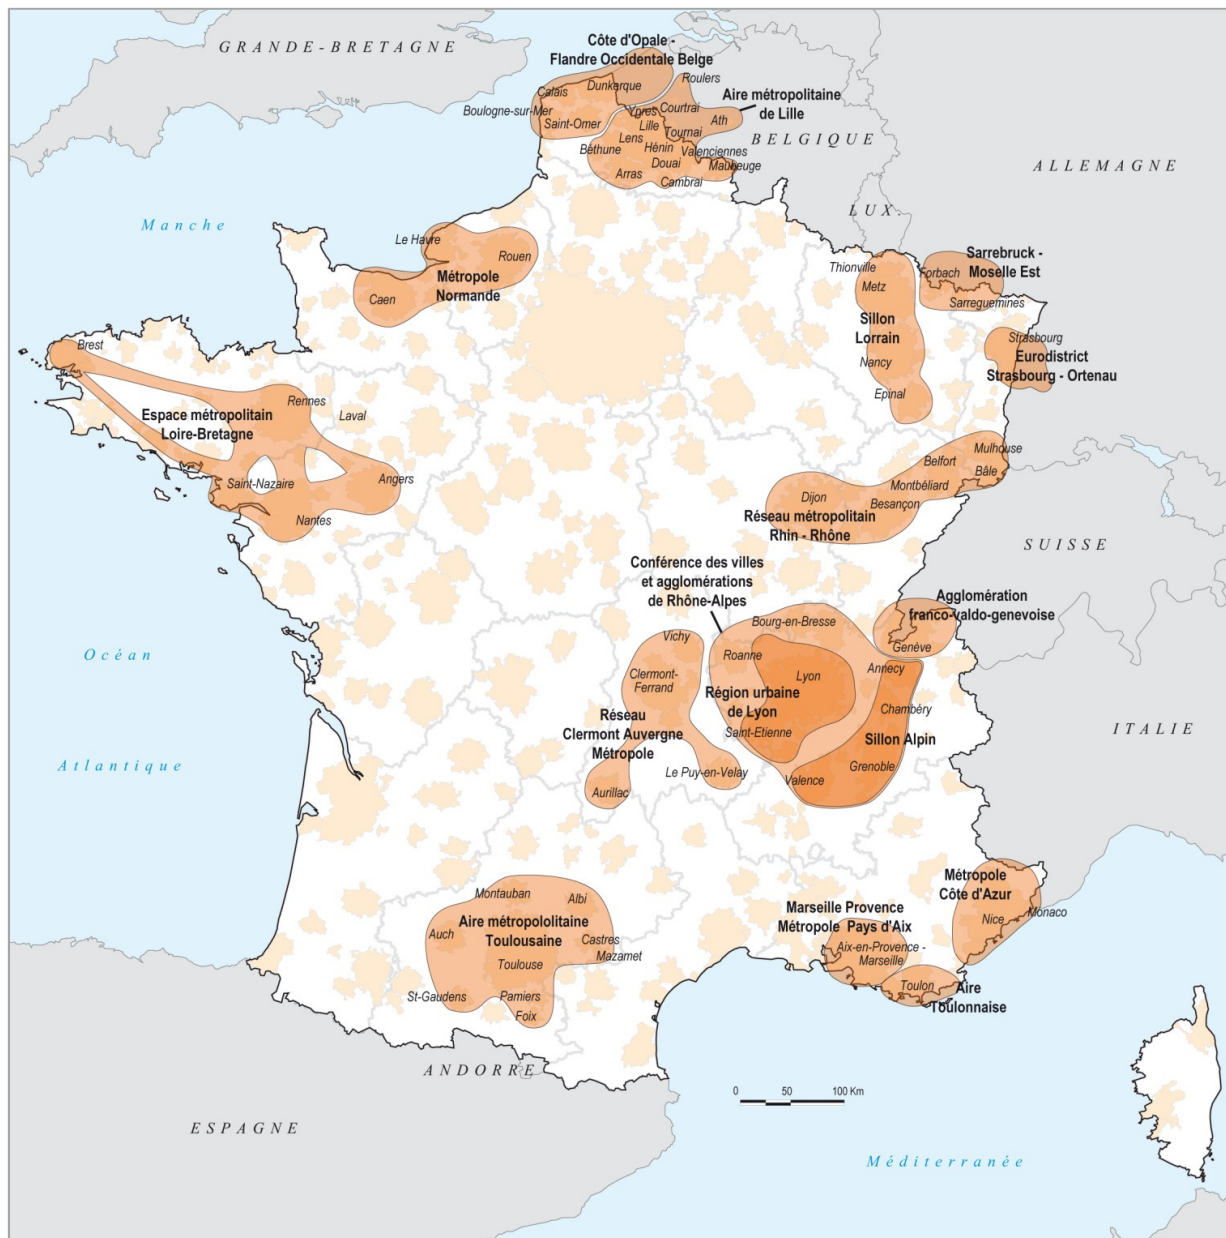 GRANDE-BRETAGNE
Côte d'Opale -
Flandre Occidentale Belge
Dunkerque
Roulers
Calais
Boulogne-sur-Mer
Saint-Omer
Aire métropolitaine
de Lille
Ypres
Courtrai
Ath
Lille
Tournai
Lens
Béthune
Hénin
Valenciennes
Douai
Maubeuge
Arras
Cambrai
BELGIQUE
ALLEMAGNE
LUX.
Manche
Le Havre
Rouen
Métropole
Normande
Caen
Thionville
Metz
Sillon
Lorrain
Nancy
Epinal
Sarrebruck -
Moselle Est
Forbach
Sarreguemines
Strasbourg
Eurodistrict
Strasbourg - Ortenau
Brest
Rennes
Laval
Espace métropolitain
Loire-Bretagne
Saint-Nazaire
Angers
Nantes
Mulhouse
Belfort
Bâle
Montbéliard
Dijon
Besançon
Réseau métropolitain
Rhin - Rhône
SUISSE
Conférence des villes
et agglomérations
de Rhône-Alpes
Agglomération
franco-valdo-genevoise
Genève
Bourg-en-Bresse
Vichy
Roanne
Annecy
Clermont-
Ferrand
Lyon
Région urbaine
de Lyon
Chambéry
Réseau
Clermont Auvergne
Métropole
Saint-Etienne
Sillon Alpin
Grenoble
Le Puy-en-Velay
Valence
Aurillac
ITALIE
Océan
Atlantique
Montauban
Albi
Aire métropololitaine
Toulousaine
Auch
Castres
Mazamet
Toulouse
St-Gaudens
Pamiers
Foix
Métropole
Côte d'Azur
Nice
Monaco
Marseille Provence
Métropole Pays d'Aix
Aix-en-Provence -
Marseille
Toulon
Aire
Toulonnaise
ANDORRE
ESPAGNE
0 50 100 Km
Méditerranée